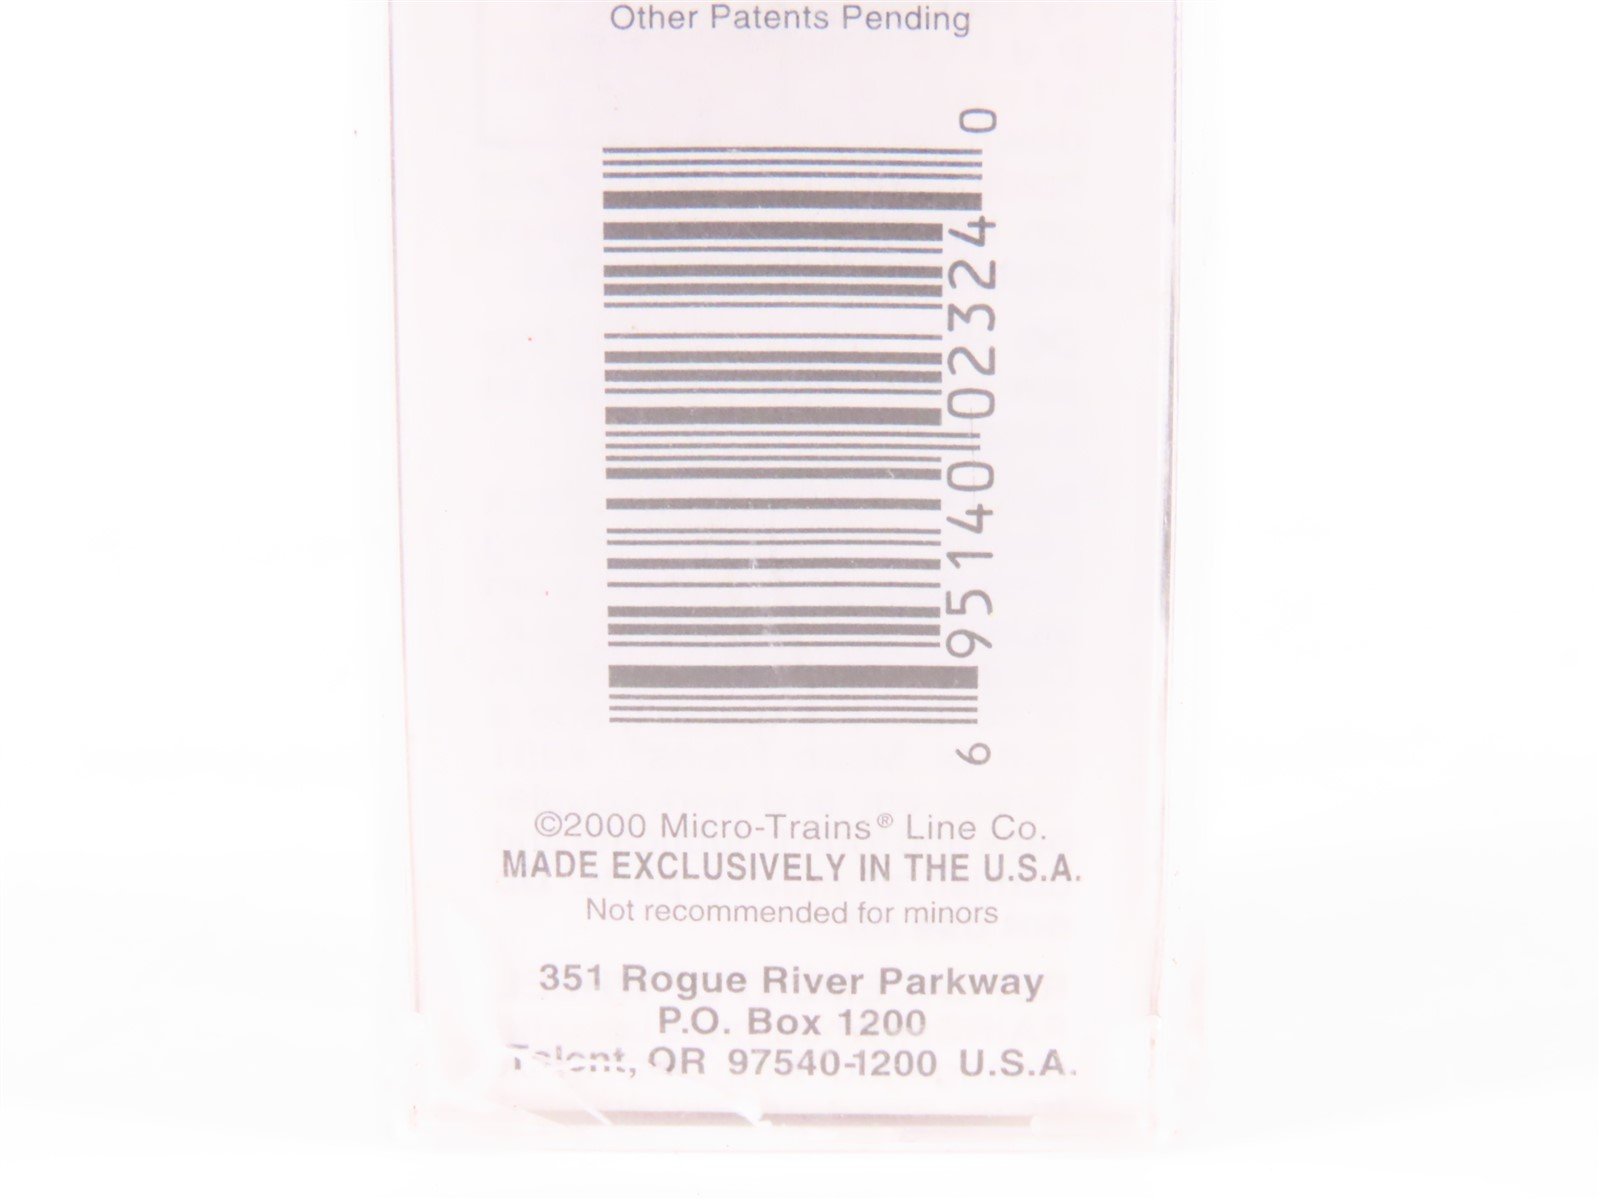 Other Patents Pending
6 95140 02324 0
©2000 Micro-Trains® Line Co.
MADE EXCLUSIVELY IN THE U.S.A.
Not recommended for minors
351 Rogue River Parkway
P.O. Box 1200
Talent, OR 97540-1200 U.S.A.